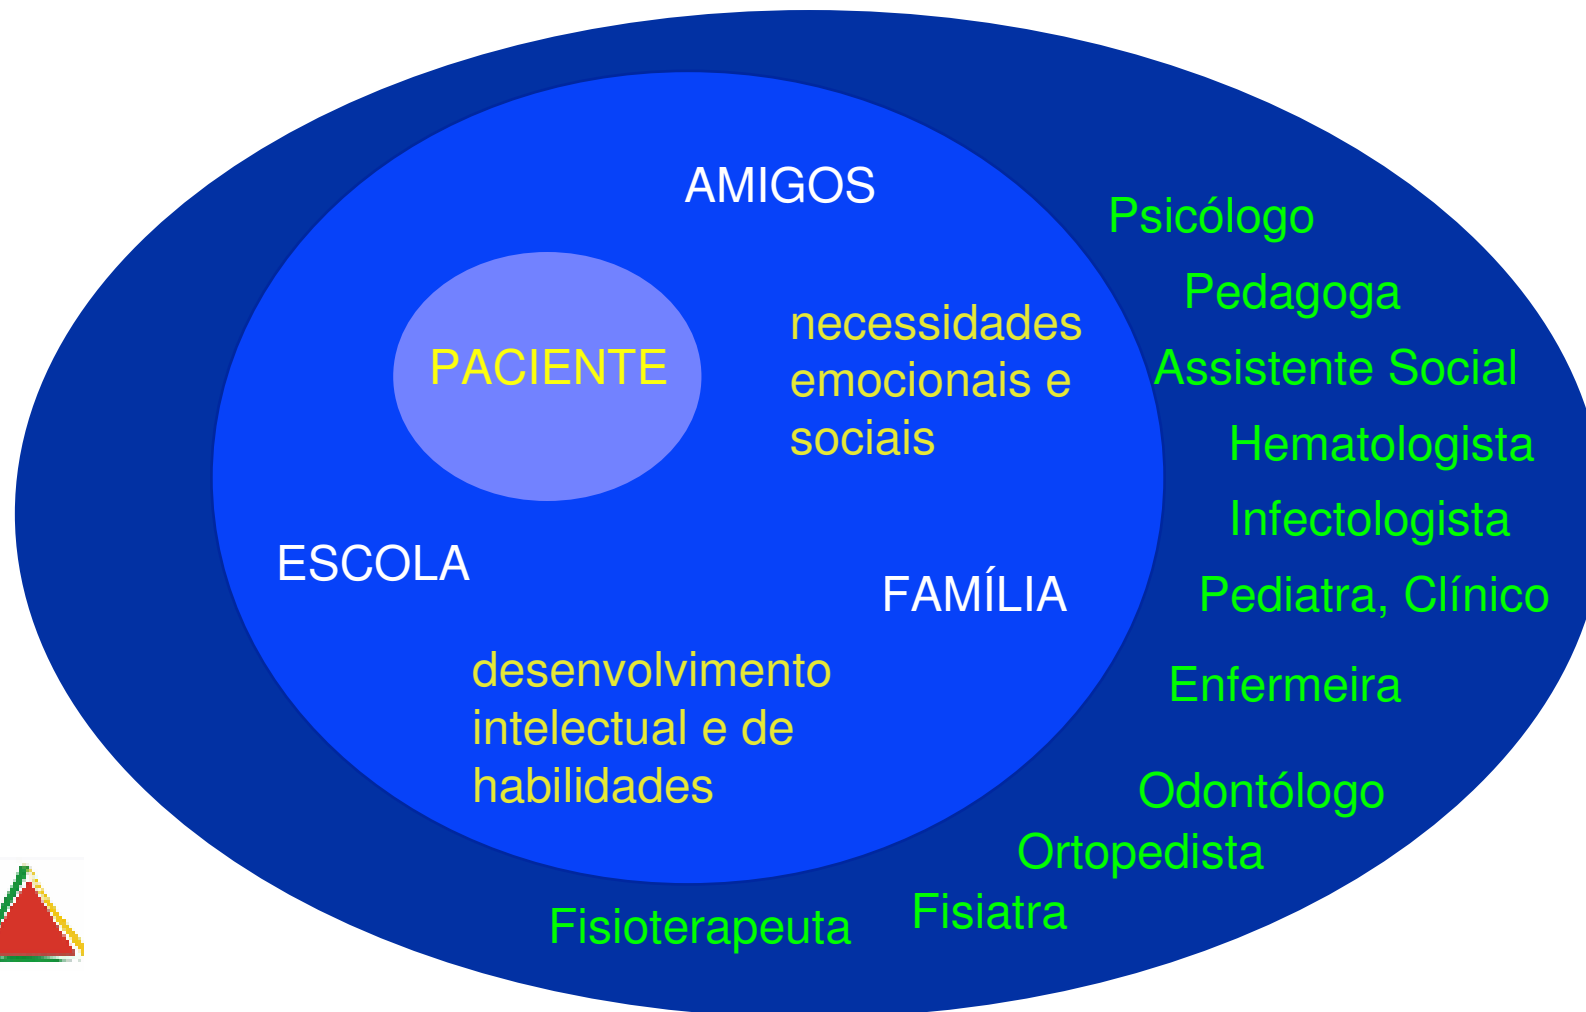 AMIGOS
PACIENTE
necessidades
emocionais e
sociais
ESCOLA
FAMÍLIA
desenvolvimento
intelectual e de
habilidades
Psicólogo
Pedagoga
Assistente Social
Hematologista
Infectologista
Pediatra, Clínico
Enfermeira
Odontólogo
Ortopedista
Fisiatra
Fisioterapeuta